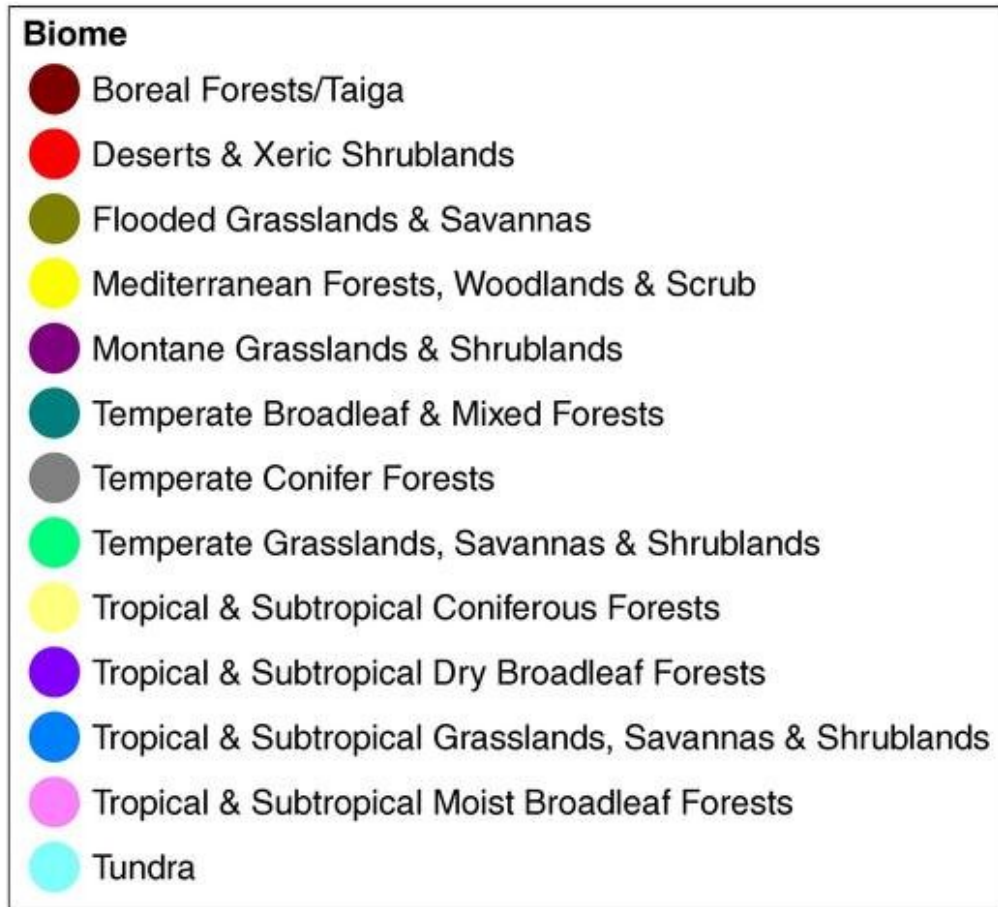 Biome
Boreal Forests/Taiga
Deserts & Xeric Shrublands
Flooded Grasslands & Savannas
Mediterranean Forests, Woodlands & Scrub
Montane Grasslands & Shrublands
Temperate Broadleaf & Mixed Forests
Temperate Conifer Forests
Temperate Grasslands, Savannas & Shrublands
Tropical & Subtropical Coniferous Forests
Tropical & Subtropical Dry Broadleaf Forests
Tropical & Subtropical Grasslands, Savannas & Shrublands
Tropical & Subtropical Moist Broadleaf Forests
Tundra